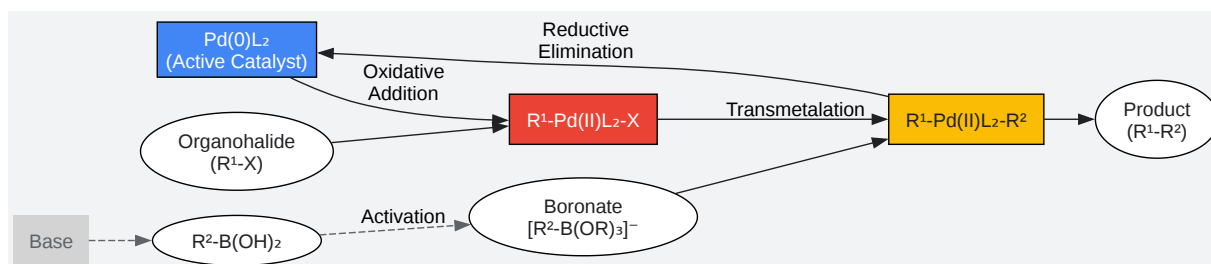 Pd(0)L₂
(Active Catalyst)
Reductive
Elimination
Oxidative
Addition
Organohalide
(R¹-X)
R¹-Pd(II)L₂-X
Transmetalation
R¹-Pd(II)L₂-R²
Product
(R¹-R²)
Base
R²-B(OH)₂
Activation
Boronate
[R²-B(OR)₃]⁻